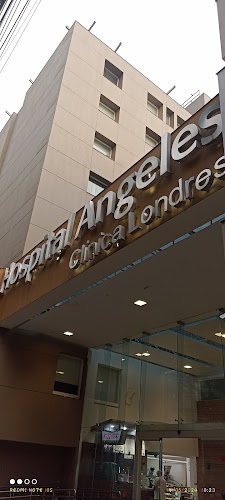 Hospital Angeles
Clínica Londres
REDMI NOTE 10S